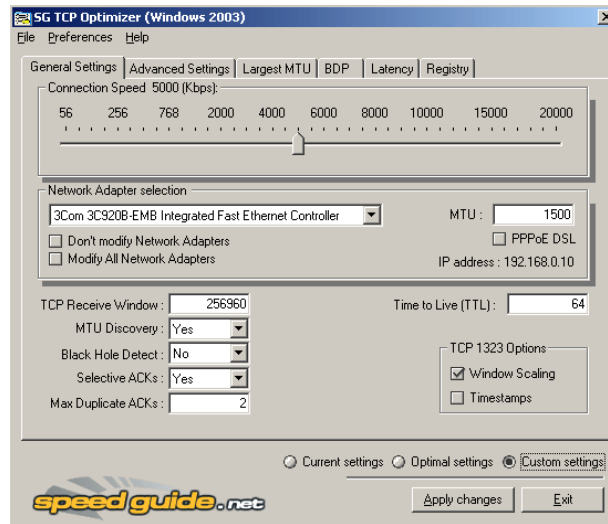 SG TCP Optimizer (Windows 2003)
File Preferences Help
General Settings Advanced Settings Largest MTU BDP Latency Registry
Connection Speed 5000 (Kbps):
56 256 768 2000 4000 6000 8000 10000 15000 20000
Network Adapter selection
3Com 3C920B-EMB Integrated Fast Ethernet Controller
MTU : 1500
Don't modify Network Adapters
PPPoE DSL
Modify All Network Adapters
IP address : 192.168.0.10
TCP Receive Window : 256960
Time to Live (TTL) : 64
MTU Discovery : Yes
Black Hole Detect : No
TCP 1323 Options
Selective ACKs : Yes
Window Scaling
Max Duplicate ACKs : 2
Timestamps
Current settings Optimal settings Custom settings
speedguide.net
Apply changes Exit